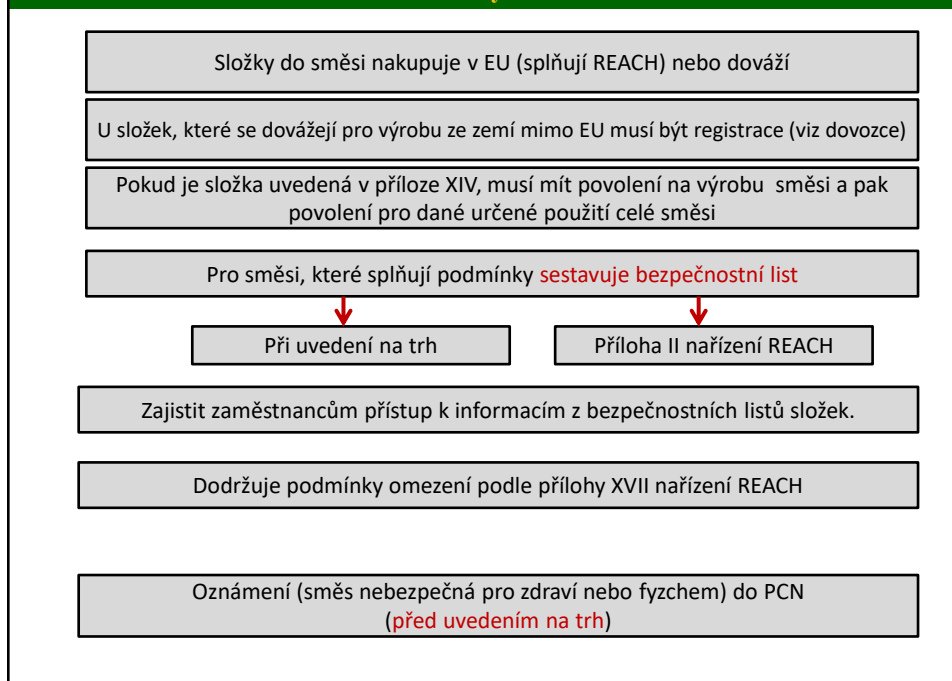 Složky do směsi nakupuje v EU (splňují REACH) nebo dováží
U složek, které se dovážejí pro výrobu ze zemí mimo EU musí být registrace (viz dovozce)
Pokud je složka uvedená v příloze XIV, musí mít povolení na výrobu směsi a pak
povolení pro dané určené použití celé směsi
Pro směsi, které splňují podmínky sestavuje bezpečnostní list
Při uvedení na trh
Příloha II nařízení REACH
Zajistit zaměstnancům přístup k informacím z bezpečnostních listů složek.
Dodržuje podmínky omezení podle přílohy XVII nařízení REACH
Oznámení (směs nebezpečná pro zdraví nebo fyzchem) do PCN
(před uvedením na trh)